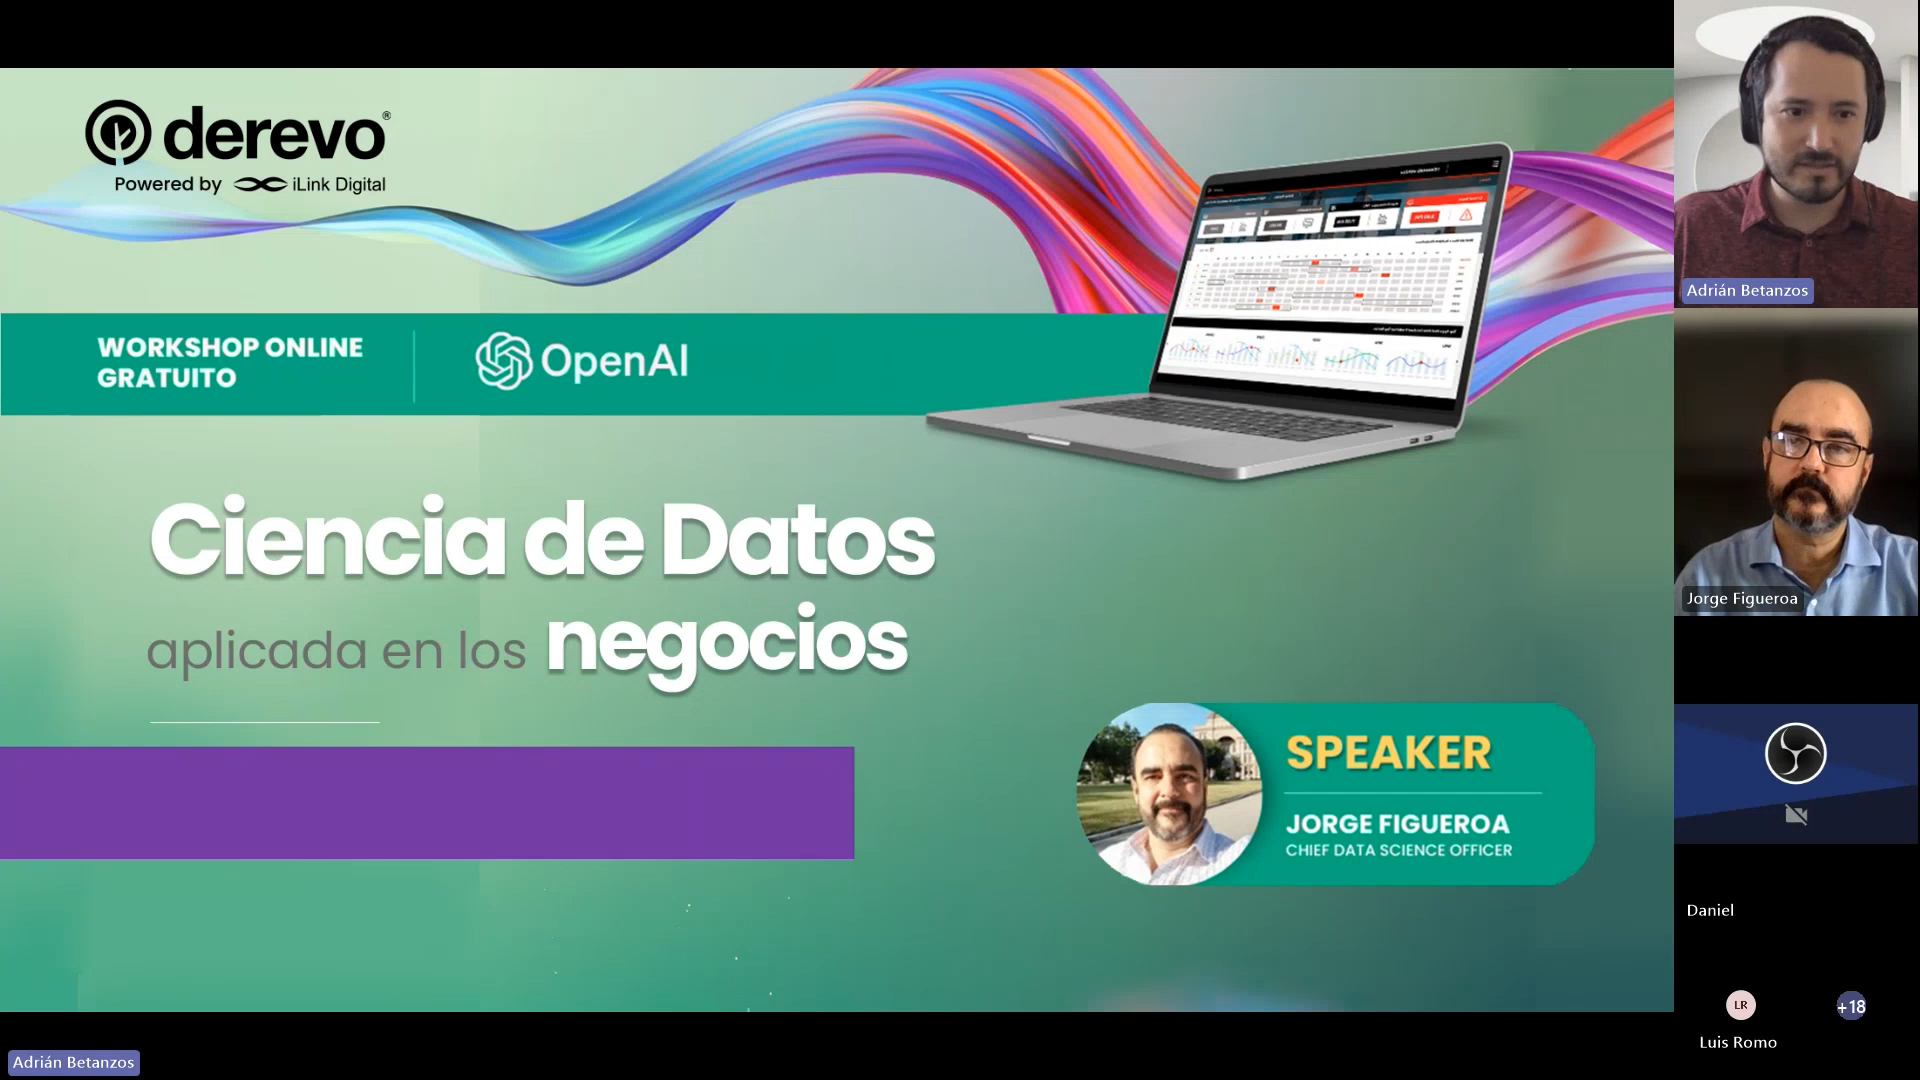 derevo®
Powered by iLink Digital
WORKSHOP ONLINE
GRATUITO
OpenAI
Ciencia de Datos
aplicada en los negocios
SPEAKER
JORGE FIGUEROA
CHIEF DATA SCIENCE OFFICER
Adrián Betanzos
Jorge Figueroa
Daniel
LR
+18
Luis Romo
Adrián Betanzos